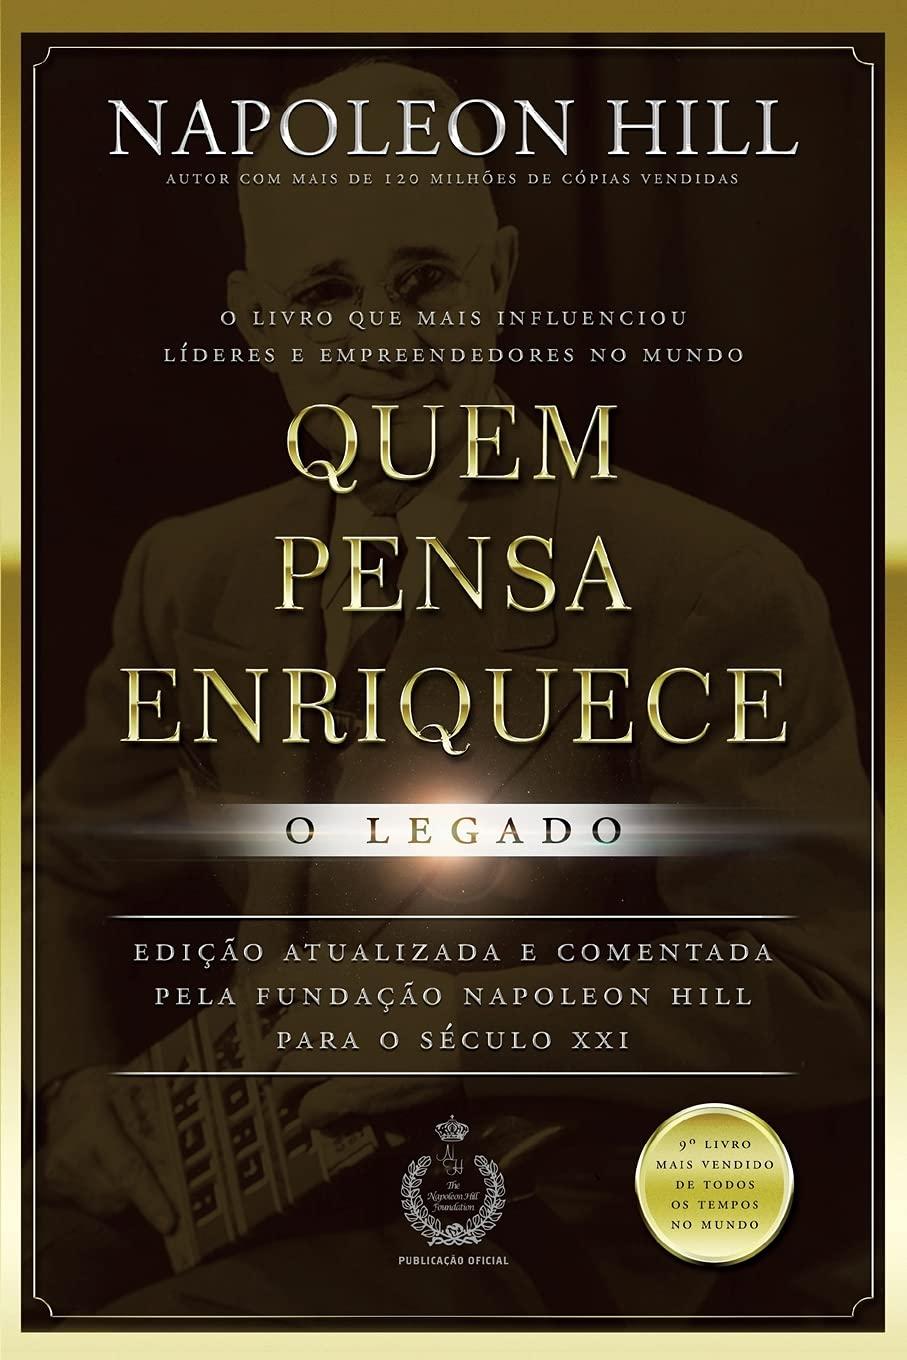 NAPOLEON HILL
AUTOR COM MAIS DE 120 MILHÕES DE CÓPIAS VENDIDAS
O LIVRO QUE MAIS INFLUENCIOU
LÍDERES E EMPREENDEDORES NO MUNDO
QUEM
PENSA
ENRIQUECE
O LEGADO
EDIÇÃO ATUALIZADA E COMENTADA
PELA FUNDAÇÃO NAPOLEON HILL
PARA O SÉCULO XXI
NH
The
Napoleon Hill
Foundation
PUBLICAÇÃO OFICIAL
9º LIVRO
MAIS VENDIDO
DE TODOS
OS TEMPOS
NO MUNDO